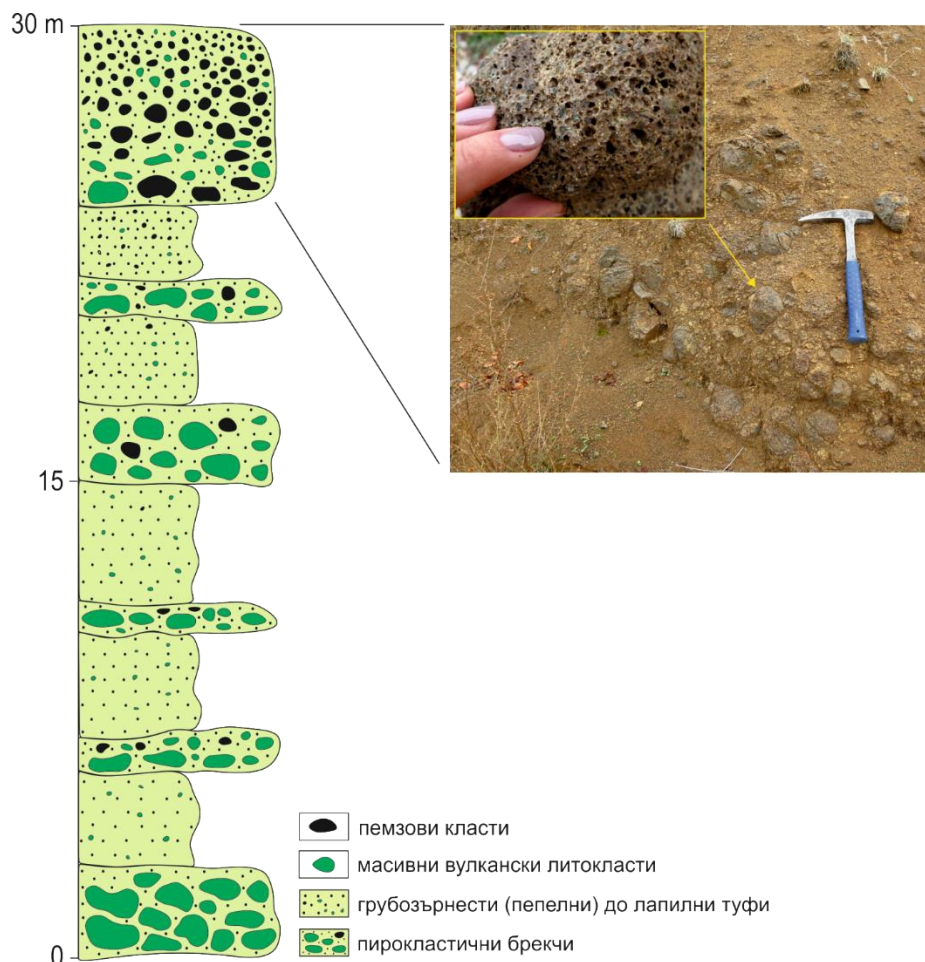 30 m
15
0
пемзови класти
масивни вулкански литокласти
грубозърнести (пепелни) до лапилни туфи
пирокластични брекчи